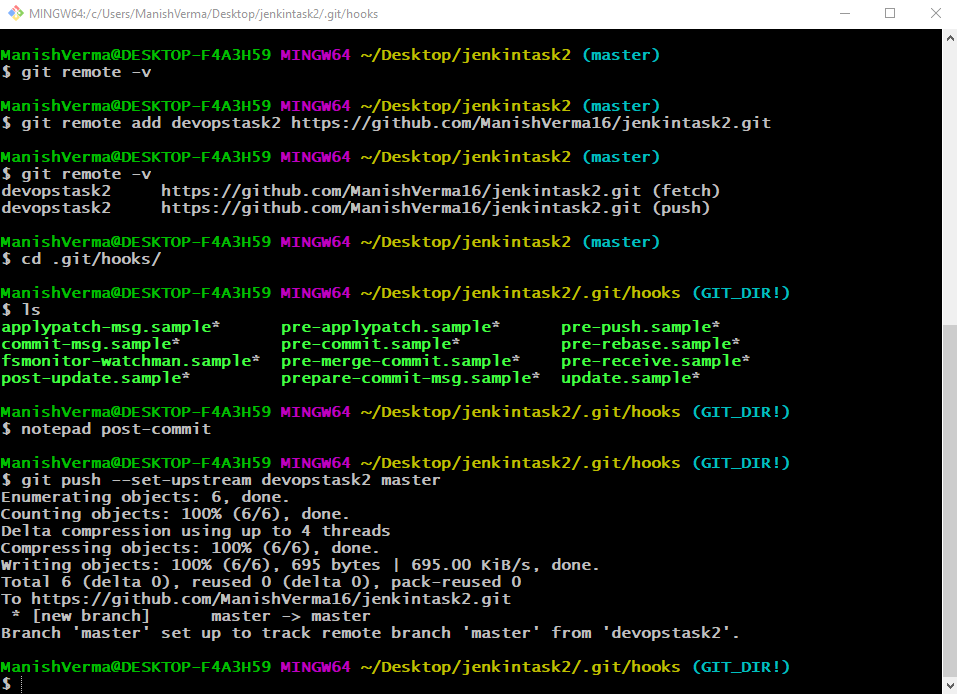 MINGW64:/c/Users/ManishVerma/Desktop/jenkintask2/.git/hooks
ManishVerma@DESKTOP-F4A3H59 MINGW64 ~/Desktop/jenkintask2 (master)
$ git remote -v
ManishVerma@DESKTOP-F4A3H59 MINGW64 ~/Desktop/jenkintask2 (master)
$ git remote add devopstask2 https://github.com/ManishVerma16/jenkintask2.git
ManishVerma@DESKTOP-F4A3H59 MINGW64 ~/Desktop/jenkintask2 (master)
$ git remote -v
devopstask2     https://github.com/ManishVerma16/jenkintask2.git (fetch)
devopstask2     https://github.com/ManishVerma16/jenkintask2.git (push)
ManishVerma@DESKTOP-F4A3H59 MINGW64 ~/Desktop/jenkintask2 (master)
$ cd .git/hooks/
ManishVerma@DESKTOP-F4A3H59 MINGW64 ~/Desktop/jenkintask2/.git/hooks (GIT_DIR!)
$ ls
applypatch-msg.sample*      pre-applypatch.sample*      pre-push.sample*
commit-msg.sample*          pre-commit.sample*          pre-rebase.sample*
fsmonitor-watchman.sample*  pre-merge-commit.sample*    pre-receive.sample*
post-update.sample*         prepare-commit-msg.sample*  update.sample*
ManishVerma@DESKTOP-F4A3H59 MINGW64 ~/Desktop/jenkintask2/.git/hooks (GIT_DIR!)
$ notepad post-commit
ManishVerma@DESKTOP-F4A3H59 MINGW64 ~/Desktop/jenkintask2/.git/hooks (GIT_DIR!)
$ git push --set-upstream devopstask2 master
Enumerating objects: 6, done.
Counting objects: 100% (6/6), done.
Delta compression using up to 4 threads
Compressing objects: 100% (6/6), done.
Writing objects: 100% (6/6), 695 bytes | 695.00 KiB/s, done.
Total 6 (delta 0), reused 0 (delta 0), pack-reused 0
To https://github.com/ManishVerma16/jenkintask2.git
 * [new branch]      master -> master
Branch 'master' set up to track remote branch 'master' from 'devopstask2'.
ManishVerma@DESKTOP-F4A3H59 MINGW64 ~/Desktop/jenkintask2/.git/hooks (GIT_DIR!)
$